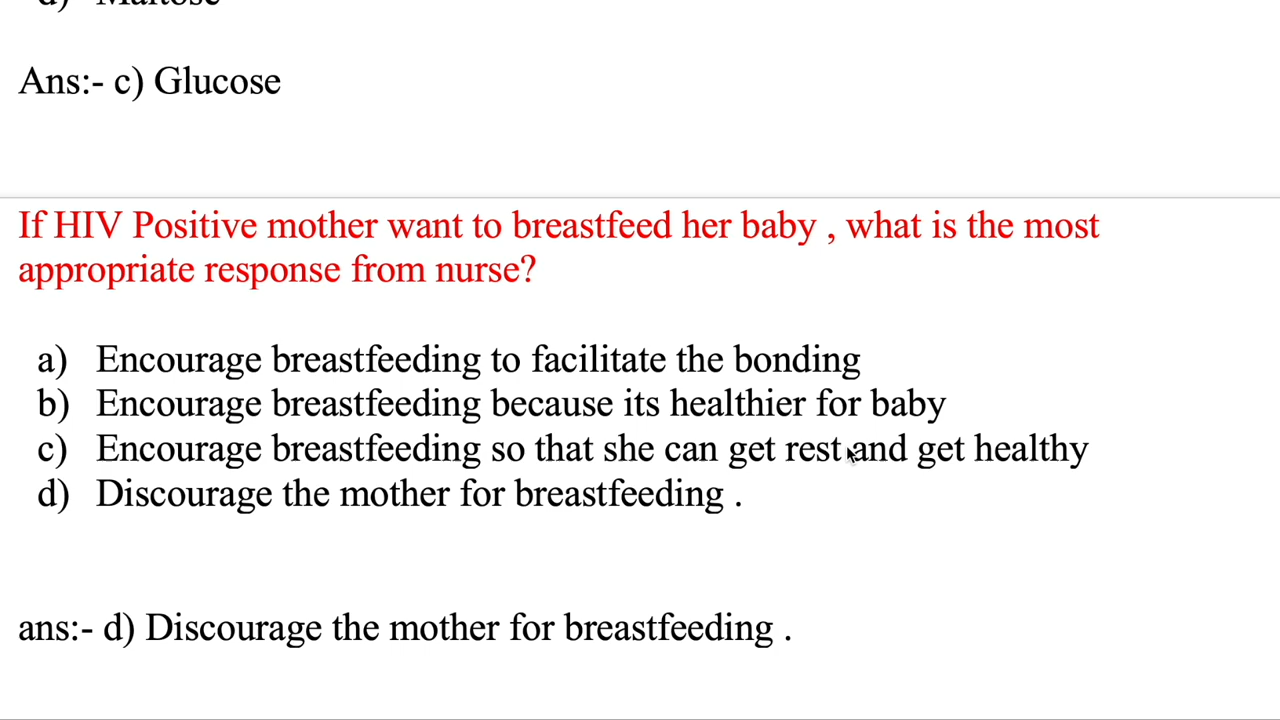 d) Maltose
Ans:- c) Glucose
If HIV Positive mother want to breastfeed her baby , what is the most
appropriate response from nurse?
a) Encourage breastfeeding to facilitate the bonding
b) Encourage breastfeeding because its healthier for baby
c) Encourage breastfeeding so that she can get rest and get healthy
d) Discourage the mother for breastfeeding .
ans:- d) Discourage the mother for breastfeeding .